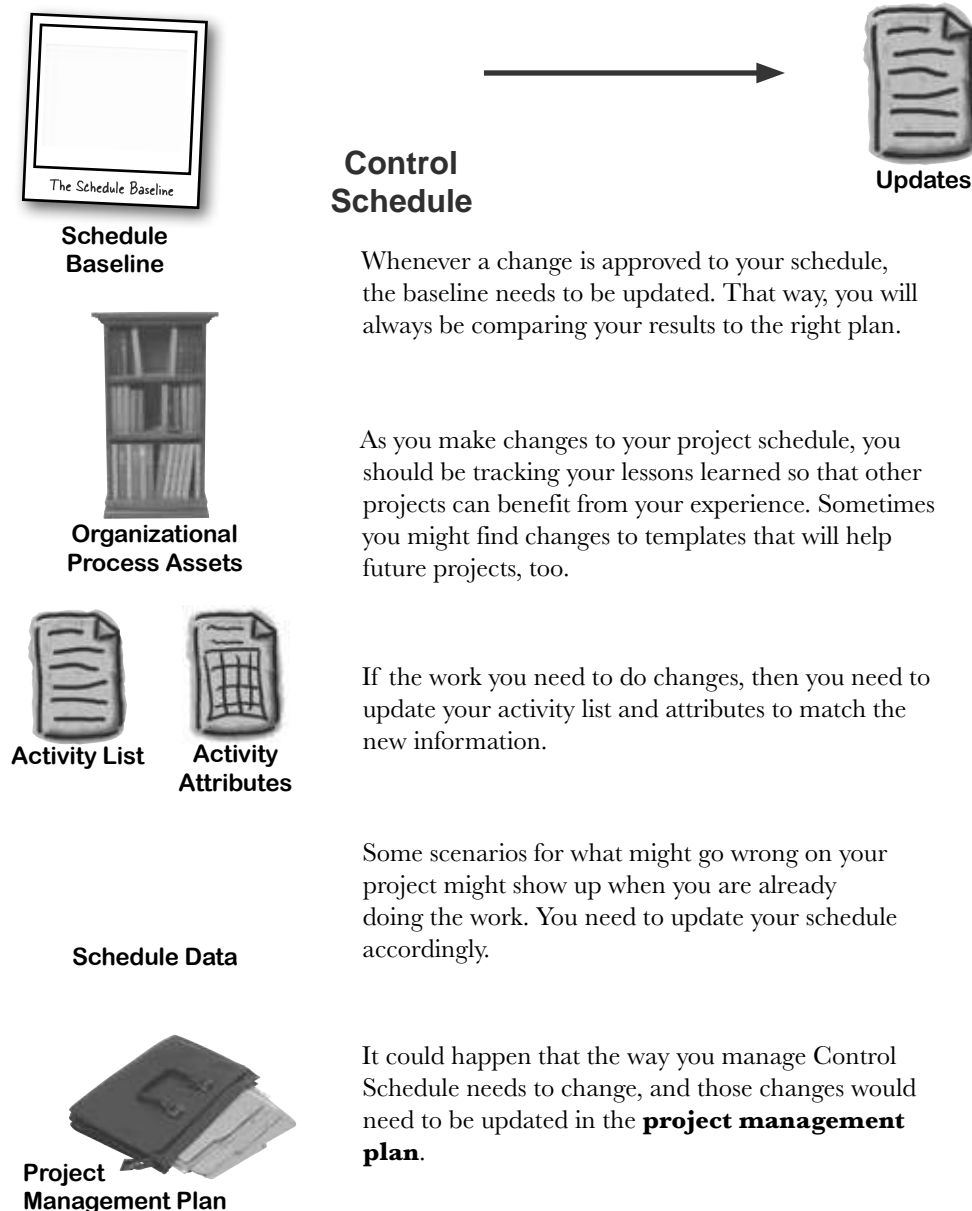 The Schedule Baseline
Schedule
Baseline
Control
Schedule
Updates
Whenever a change is approved to your schedule,
the baseline needs to be updated. That way, you will
always be comparing your results to the right plan.
Organizational
Process Assets
As you make changes to your project schedule, you
should be tracking your lessons learned so that other
projects can benefit from your experience. Sometimes
you might find changes to templates that will help
future projects, too.
Activity List
Activity
Attributes
If the work you need to do changes, then you need to
update your activity list and attributes to match the
new information.
Schedule Data
Some scenarios for what might go wrong on your
project might show up when you are already
doing the work. You need to update your schedule
accordingly.
Project
Management Plan
It could happen that the way you manage Control
Schedule needs to change, and those changes would
need to be updated in the project management
plan.